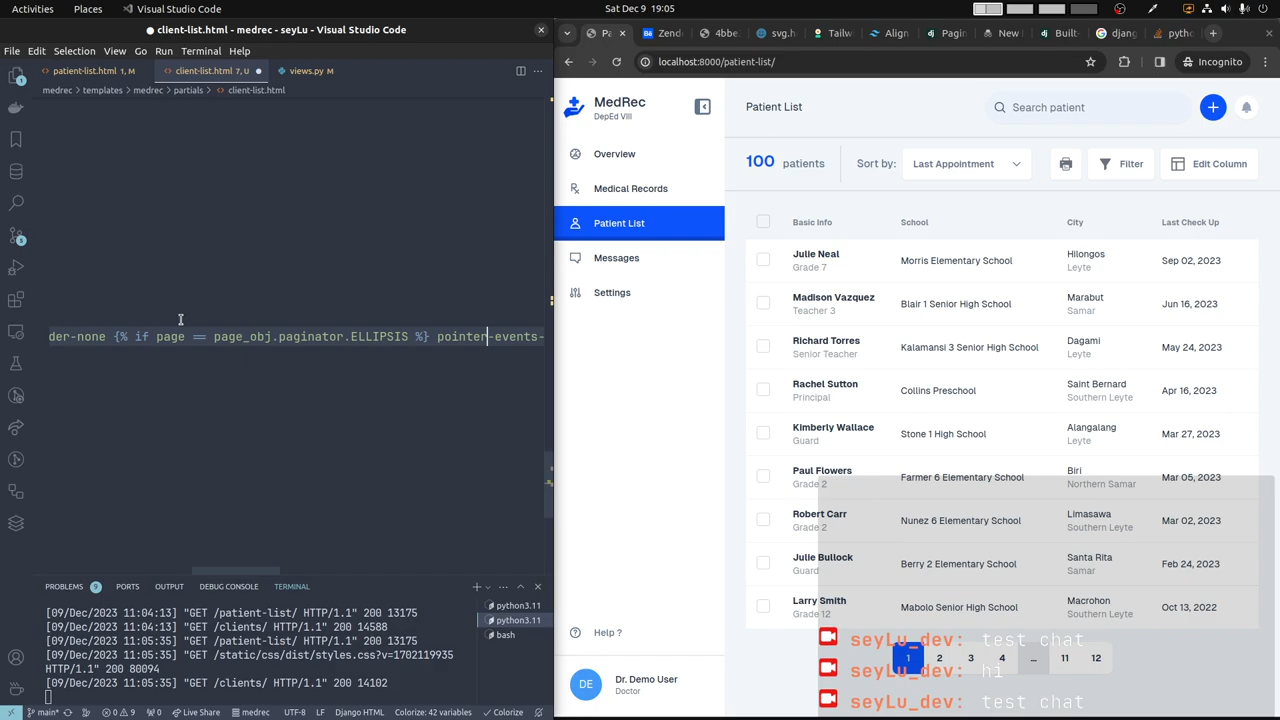 Activities Places Visual Studio Code Sat Dec 9 19:05
client-list.html - medrec - seyLu - Visual Studio Code
File Edit Selection View Go Run Terminal Help
patient-list.html 1, M client-list.html 7, U views.py M
medrec > templates > medrec > partials > client-list.html
der-none {% if page == page_obj.paginator.ELLIPSIS %} pointer-events-
PROBLEMS 9 PORTS OUTPUT DEBUG CONSOLE TERMINAL
[09/Dec/2023 11:04:13] "GET /patient-list/ HTTP/1.1" 200 13175
[09/Dec/2023 11:04:13] "GET /clients/ HTTP/1.1" 200 14588
[09/Dec/2023 11:05:35] "GET /patient-list/ HTTP/1.1" 200 13175
[09/Dec/2023 11:05:35] "GET /static/css/dist/styles.css?v=1702119935
HTTP/1.1" 200 80094
[09/Dec/2023 11:05:35] "GET /clients/ HTTP/1.1" 200 14102
python3.11
python3.11
bash
main* 0 9 0 Live Share medrec UTF-8 LF Django HTML Colorize: 42 variables Colorize
Pa Zend 4bbe. svg.h Tailw Align Pagin New Built- djang pytho
localhost:8000/patient-list/ Incognito
MedRec
DepEd VIII
Overview
Medical Records
Patient List
Messages
Settings
Help ?
DE Dr. Demo User
Doctor
Patient List Search patient
100 patients Sort by: Last Appointment Filter Edit Column
Basic Info School City Last Check Up
Julie Neal Morris Elementary School Hilongos Sep 02, 2023
Grade 7 Leyte
Madison Vazquez Blair 1 Senior High School Marabut Jun 16, 2023
Teacher 3 Samar
Richard Torres Kalamansi 3 Senior High School Dagami May 24, 2023
Senior Teacher Leyte
Rachel Sutton Collins Preschool Saint Bernard Apr 16, 2023
Principal Southern Leyte
Kimberly Wallace Stone 1 High School Alangalang Mar 27, 2023
Guard Leyte
Paul Flowers Farmer 6 Elementary School Biri Mar 05, 2023
Grade 2 Northern Samar
Robert Carr Nunez 6 Elementary School Limasawa Mar 02, 2023
Grade 2 Southern Leyte
Julie Bullock Berry 2 Elementary School Santa Rita Feb 24, 2023
Guard Samar
Larry Smith Mabolo Senior High School Macrohon Oct 13, 2022
Grade 12 Southern Leyte
seyLu_dev: test chat
1 2 3 4 ... 11 12
seyLu_dev: hi
seyLu_dev: test chat